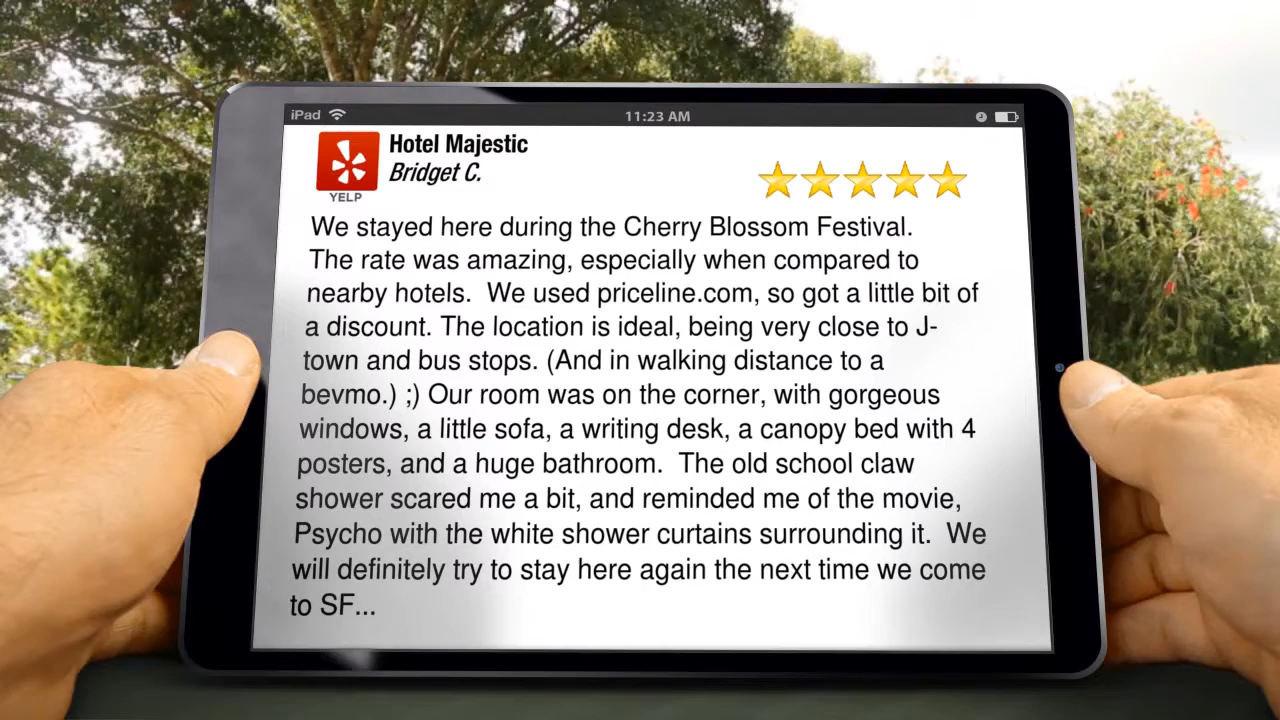 iPad 11:23 AM
Hotel Majestic
Bridget C.
YELP
We stayed here during the Cherry Blossom Festival.
The rate was amazing, especially when compared to
nearby hotels.  We used priceline.com, so got a little bit of
a discount. The location is ideal, being very close to J-
town and bus stops. (And in walking distance to a
bevmo.) ;) Our room was on the corner, with gorgeous
windows, a little sofa, a writing desk, a canopy bed with 4
posters, and a huge bathroom.  The old school claw
shower scared me a bit, and reminded me of the movie,
Psycho with the white shower curtains surrounding it.  We
will definitely try to stay here again the next time we come
to SF...